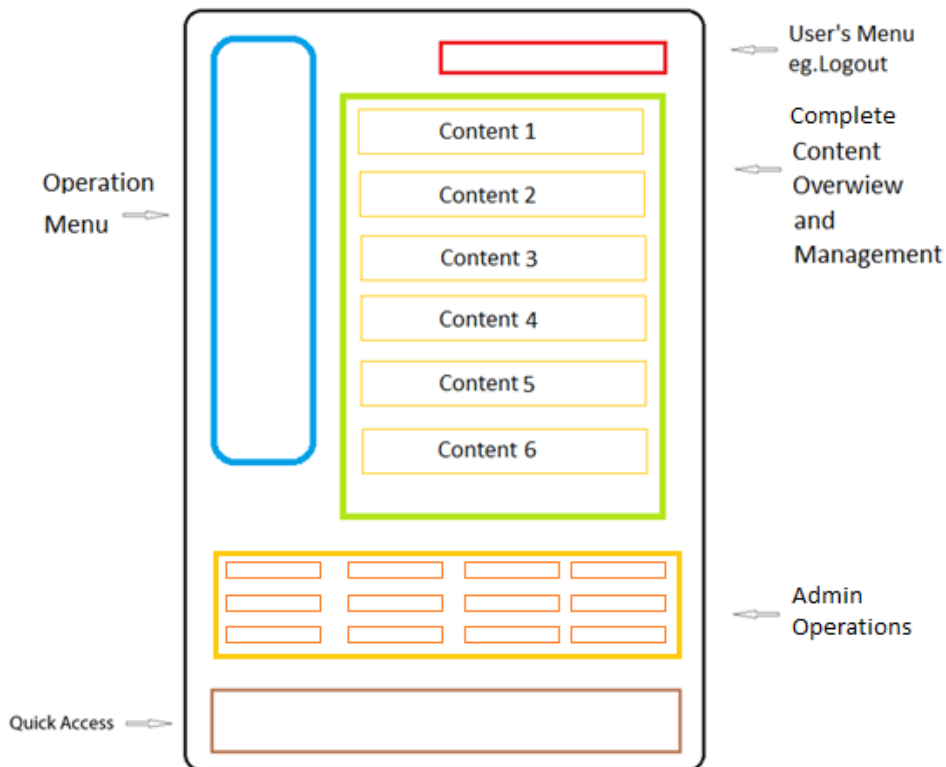 User's Menu
eg.Logout
Complete
Content
Overwiew
and
Management
Operation
Menu
Content 1
Content 2
Content 3
Content 4
Content 5
Content 6
Admin
Operations
Quick Access